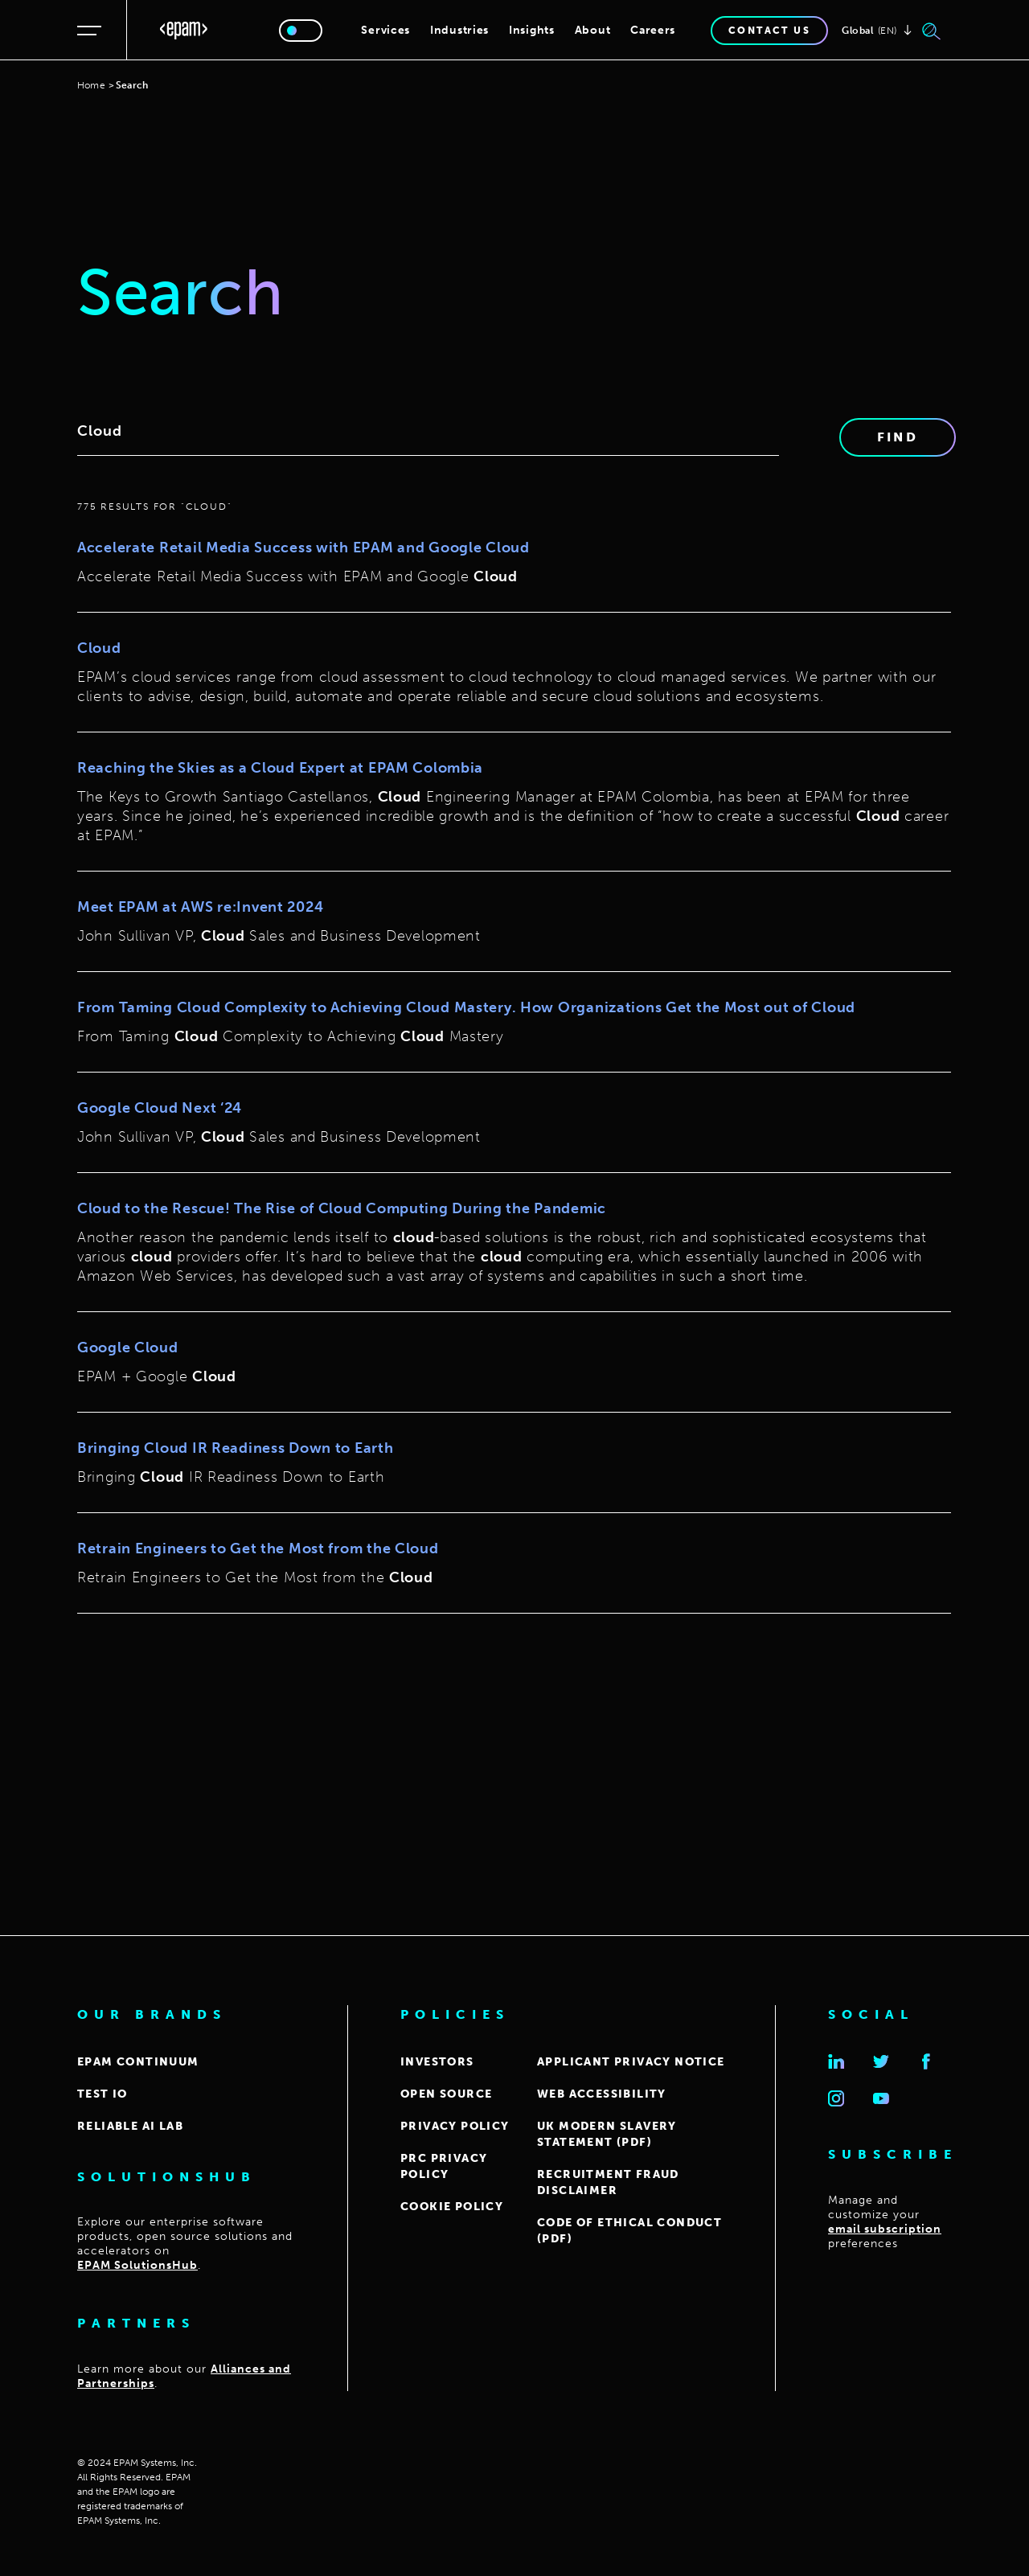 <epam>
Services Industries Insights About Careers CONTACT US Global (EN)
Home > Search
Search
Cloud
FIND
775 RESULTS FOR "CLOUD"
Accelerate Retail Media Success with EPAM and Google Cloud
Accelerate Retail Media Success with EPAM and Google Cloud
Cloud
EPAM’s cloud services range from cloud assessment to cloud technology to cloud managed services. We partner with our
clients to advise, design, build, automate and operate reliable and secure cloud solutions and ecosystems.
Reaching the Skies as a Cloud Expert at EPAM Colombia
The Keys to Growth Santiago Castellanos, Cloud Engineering Manager at EPAM Colombia, has been at EPAM for three
years. Since he joined, he’s experienced incredible growth and is the definition of “how to create a successful Cloud career
at EPAM.”
Meet EPAM at AWS re:Invent 2024
John Sullivan VP, Cloud Sales and Business Development
From Taming Cloud Complexity to Achieving Cloud Mastery. How Organizations Get the Most out of Cloud
From Taming Cloud Complexity to Achieving Cloud Mastery
Google Cloud Next ‘24
John Sullivan VP, Cloud Sales and Business Development
Cloud to the Rescue! The Rise of Cloud Computing During the Pandemic
Another reason the pandemic lends itself to cloud-based solutions is the robust, rich and sophisticated ecosystems that
various cloud providers offer. It’s hard to believe that the cloud computing era, which essentially launched in 2006 with
Amazon Web Services, has developed such a vast array of systems and capabilities in such a short time.
Google Cloud
EPAM + Google Cloud
Bringing Cloud IR Readiness Down to Earth
Bringing Cloud IR Readiness Down to Earth
Retrain Engineers to Get the Most from the Cloud
Retrain Engineers to Get the Most from the Cloud
OUR BRANDS
EPAM CONTINUUM
TEST IO
RELIABLE AI LAB
SOLUTIONSHUB
Explore our enterprise software
products, open source solutions and
accelerators on
EPAM SolutionsHub.
PARTNERS
Learn more about our Alliances and
Partnerships.
POLICIES
INVESTORS
OPEN SOURCE
PRIVACY POLICY
PRC PRIVACY
POLICY
COOKIE POLICY
APPLICANT PRIVACY NOTICE
WEB ACCESSIBILITY
UK MODERN SLAVERY
STATEMENT (PDF)
RECRUITMENT FRAUD
DISCLAIMER
CODE OF ETHICAL CONDUCT
(PDF)
SOCIAL
SUBSCRIBE
Manage and
customize your
email subscription
preferences
© 2024 EPAM Systems, Inc.
All Rights Reserved. EPAM
and the EPAM logo are
registered trademarks of
EPAM Systems, Inc.